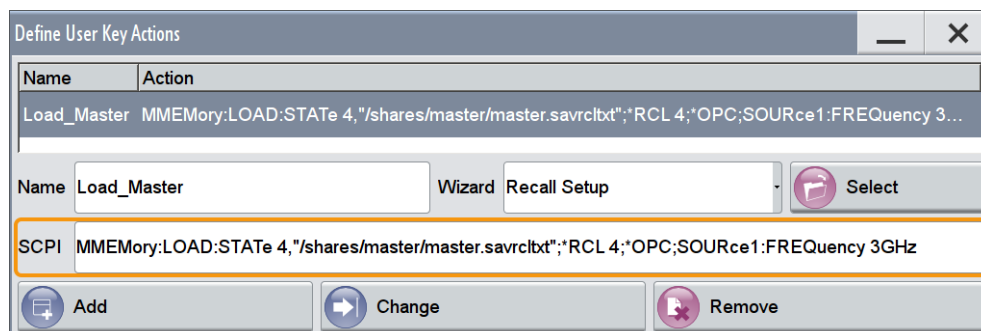 Define User Key Actions
Name Action
Load_Master MMEMory:LOAD:STATe 4,"/shares/master/master.savrcltxt";*RCL 4;*OPC;SOURce1:FREQuency 3...
Name Load_Master Wizard Recall Setup Select
SCPI MMEMory:LOAD:STATe 4,"/shares/master/master.savrcltxt";*RCL 4;*OPC;SOURce1:FREQuency 3GHz
Add Change Remove